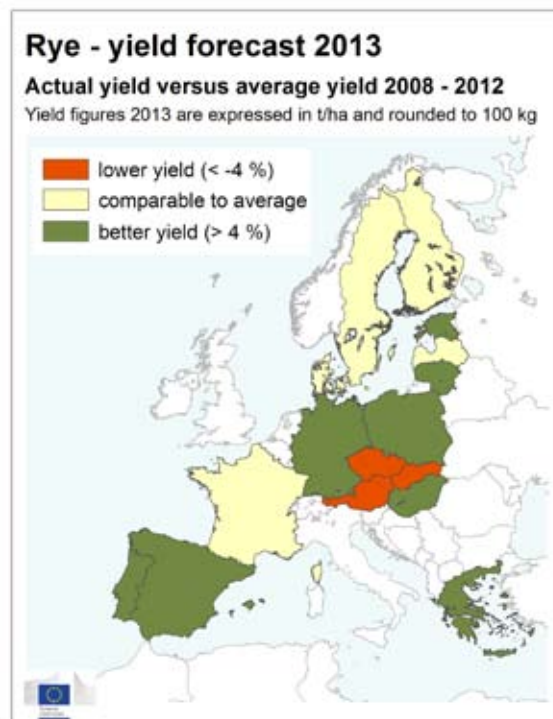 Rye - yield forecast 2013
Actual yield versus average yield 2008 - 2012
Yield figures 2013 are expressed in t/ha and rounded to 100 kg
lower yield (< -4 %)
comparable to average
better yield (> 4 %)